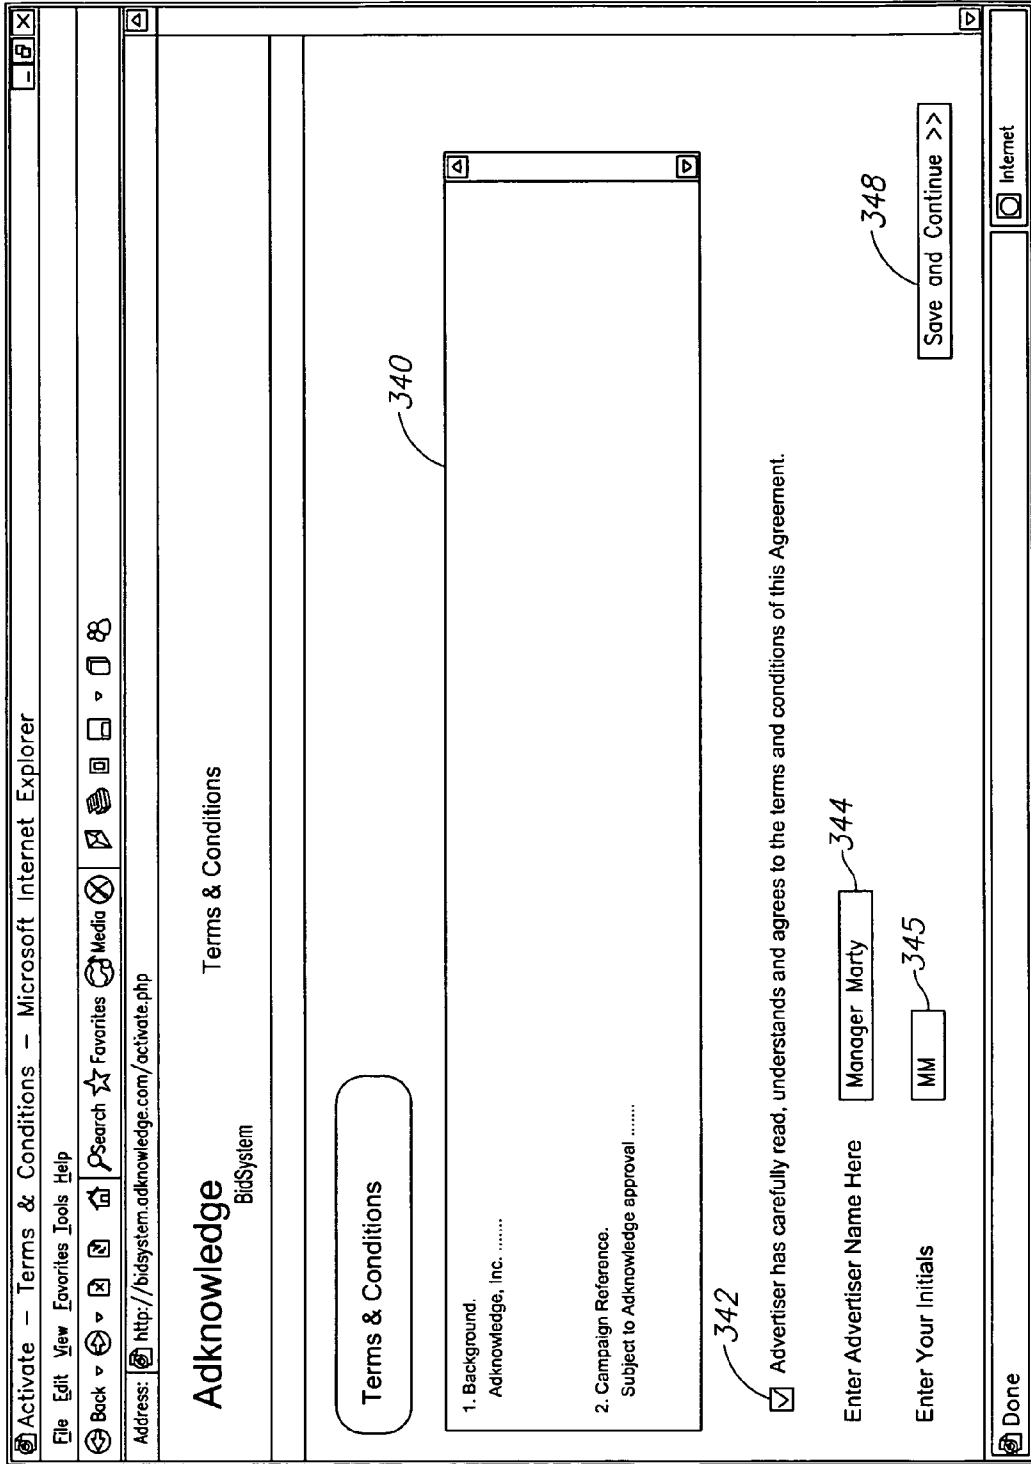 Activate – Terms & Conditions – Microsoft Internet Explorer
File Edit View Favorites Tools Help
Back Search Favorites Media
Address: http://bidsystem.adknowledge.com/activate.php
Adknowledge Terms & Conditions
BidSystem
Terms & Conditions
340
1. Background.
Adknowledge, Inc. ........
2. Campaign Reference.
Subject to Adknowledge approval ........
342
Advertiser has carefully read, understands and agrees to the terms and conditions of this Agreement.
Enter Advertiser Name Here Manager Marty 344
Enter Your Initials MM 345
348
Save and Continue >>
Done Internet